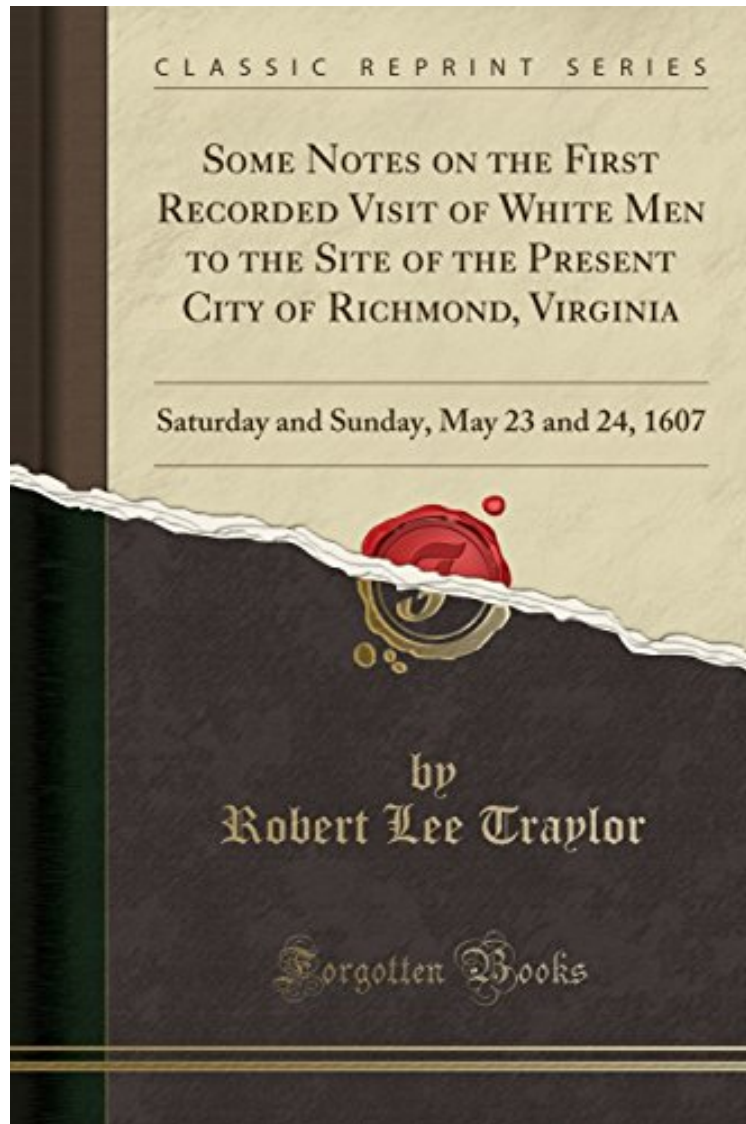 CLASSIC REPRINT SERIES
SOME NOTES ON THE FIRST
RECORDED VISIT OF WHITE MEN
TO THE SITE OF THE PRESENT
CITY OF RICHMOND, VIRGINIA
Saturday and Sunday, May 23 and 24, 1607
F
by
Robert Lee Traylor
Forgotten Books